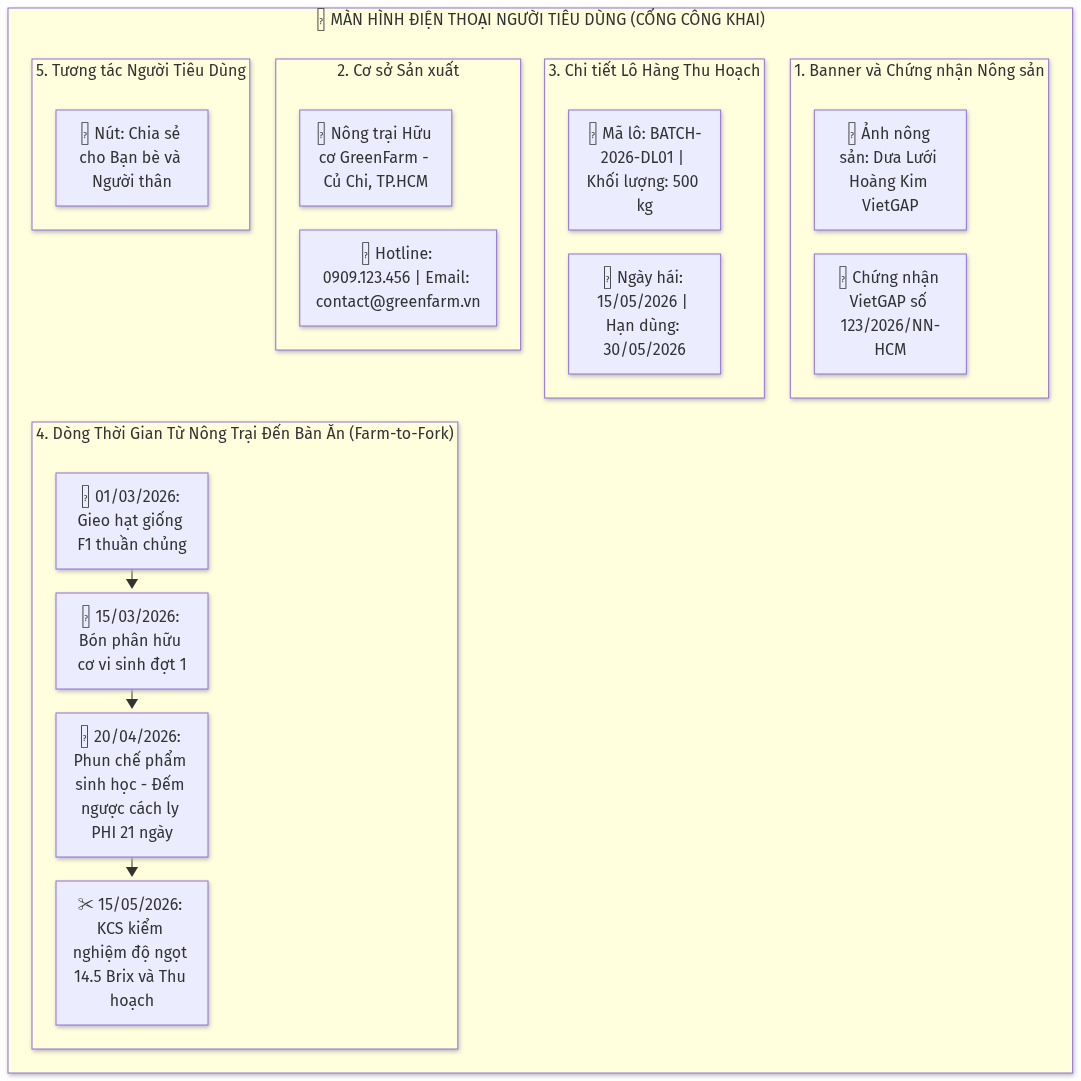 MÀN HÌNH ĐIỆN THOẠI NGƯỜI TIÊU DÙNG (CỔNG CÔNG KHAI)
5. Tương tác Người Tiêu Dùng
Nút: Chia sẻ
cho Bạn bè và
Người thân
2. Cơ sở Sản xuất
Nông trại Hữu
cơ GreenFarm -
Củ Chi, TP.HCM
Hotline:
0909.123.456 | Email:
contact@greenfarm.vn
3. Chi tiết Lô Hàng Thu Hoạch
Mã lô: BATCH-
2026-DL01 |
Khối lượng: 500
kg
Ngày hái:
15/05/2026 |
Hạn dùng:
30/05/2026
1. Banner và Chứng nhận Nông sản
Ảnh nông
sản: Dưa Lưới
Hoàng Kim
VietGAP
Chứng nhận
VietGAP số
123/2026/NN-
HCM
4. Dòng Thời Gian Từ Nông Trại Đến Bàn Ăn (Farm-to-Fork)
01/03/2026:
Gieo hạt giống
F1 thuần chủng
15/03/2026:
Bón phân hữu
cơ vi sinh đợt 1
20/04/2026:
Phun chế phẩm
sinh học - Đếm
ngược cách ly
PHI 21 ngày
✂ 15/05/2026:
KCS kiểm
nghiệm độ ngọt
14.5 Brix và Thu
hoạch